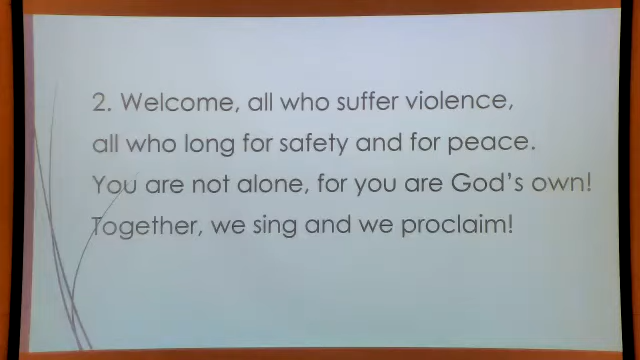 2. Welcome, all who suffer violence,
all who long for safety and for peace.
You are not alone, for you are God's own!
Together, we sing and we proclaim!